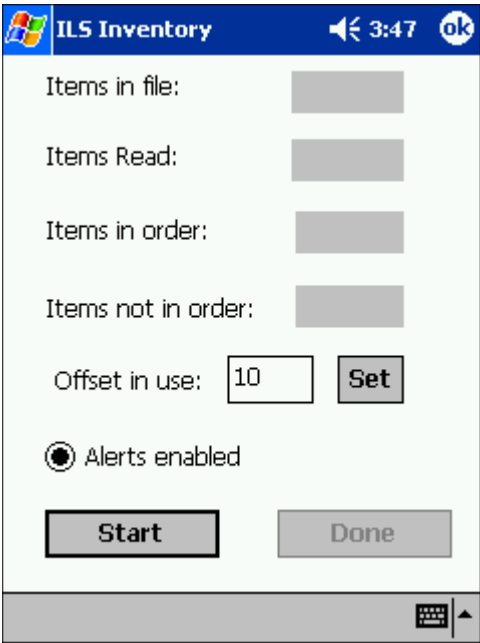 ILS Inventory 3:47 ok
Items in file:
Items Read:
Items in order:
Items not in order:
Offset in use: 10 Set
Alerts enabled
Start Done